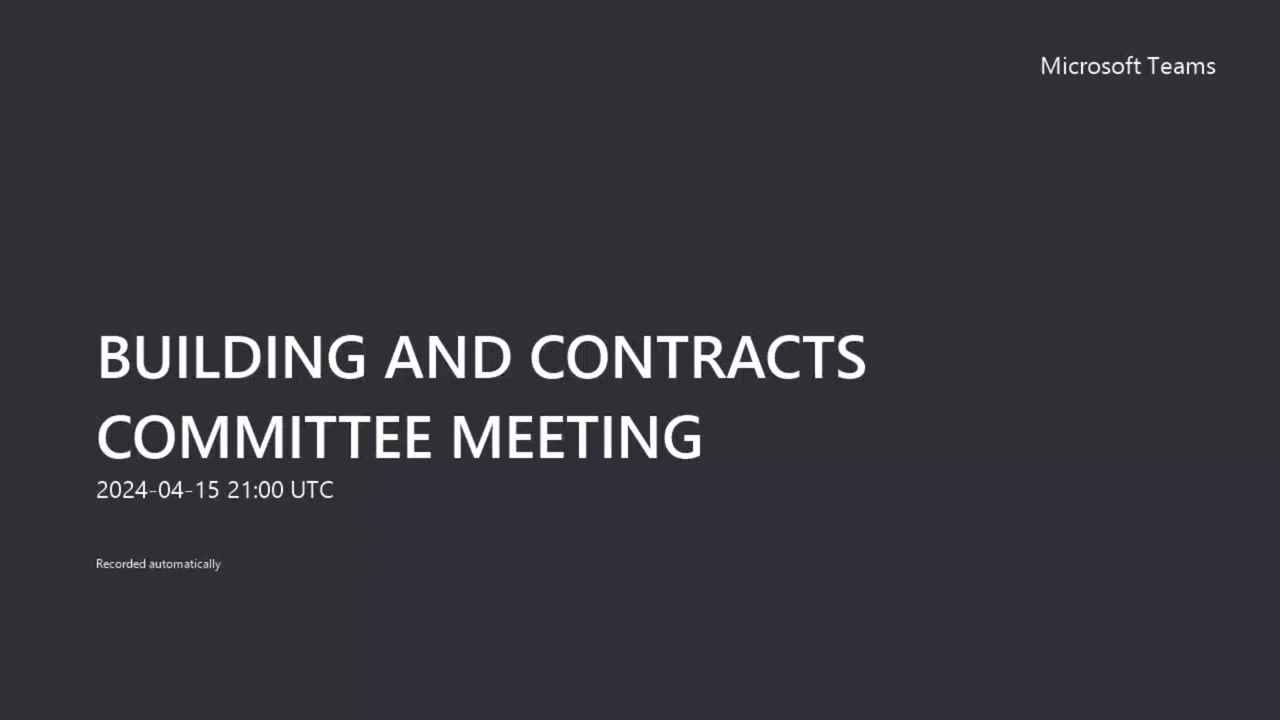 Microsoft Teams
BUILDING AND CONTRACTS
COMMITTEE MEETING
2024-04-15 21:00 UTC
Recorded automatically